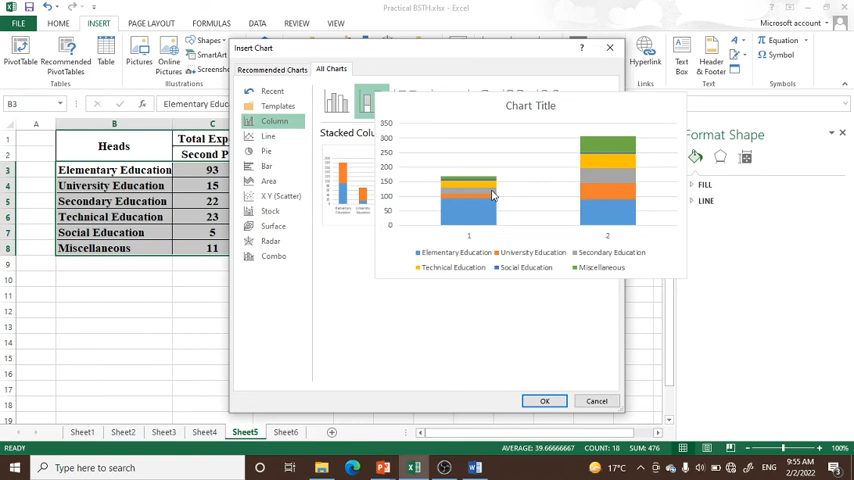 Practical BSTH.xlsx - Excel
FILE HOME INSERT PAGE LAYOUT FORMULAS DATA REVIEW VIEW Microsoft account
PivotTable Recommended PivotTables Table Pictures Online Pictures Shapes SmartArt Screenshot
Tables Illustrations
Hyperlink Text Box Header & Footer Equation Symbol
Links Text Symbols
B3 Elementary Educ
A B C
1 Heads Total Exp
2 Second P
3 Elementary Education 93
4 University Education 15
5 Secondary Education 22
6 Technical Education 23
7 Social Education 5
8 Miscellaneous 11
9
10
11
12
13
14
15
16
17
18
19
Insert Chart ?
Recommended Charts All Charts
Recent
Templates
Column
Line
Pie
Bar
Area
X Y (Scatter)
Stock
Surface
Radar
Combo
Stacked Colu
Chart Title
350
300
250
200
150
100
50
0
1 2
Elementary Education University Education Secondary Education
Technical Education Social Education Miscellaneous
OK Cancel
Format Shape
FILL
LINE
Sheet1 Sheet2 Sheet3 Sheet4 Sheet5 Sheet6
READY AVERAGE: 39.66666667 COUNT: 18 SUM: 476 100%
Type here to search 17°C ENG 9:55 AM
2/2/2022